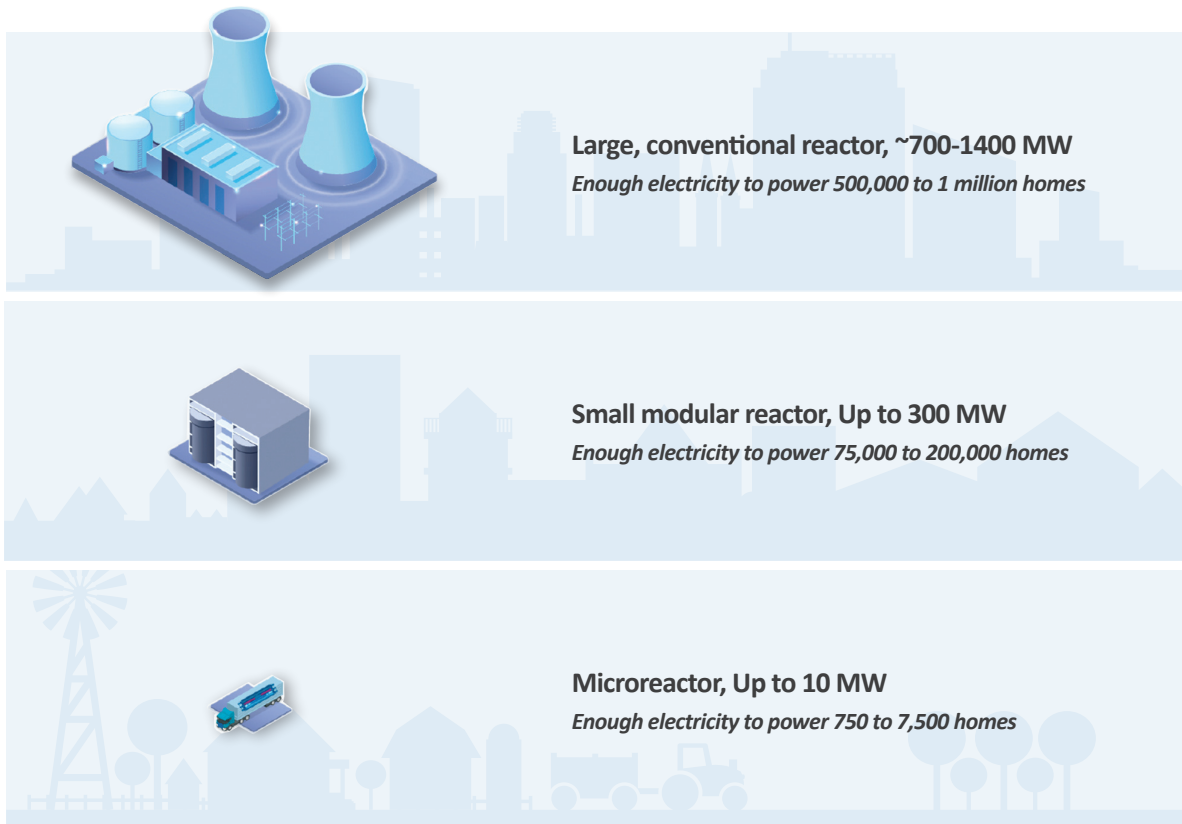 Large, conventional reactor, ~700-1400 MW
Enough electricity to power 500,000 to 1 million homes
Small modular reactor, Up to 300 MW
Enough electricity to power 75,000 to 200,000 homes
Microreactor, Up to 10 MW
Enough electricity to power 750 to 7,500 homes